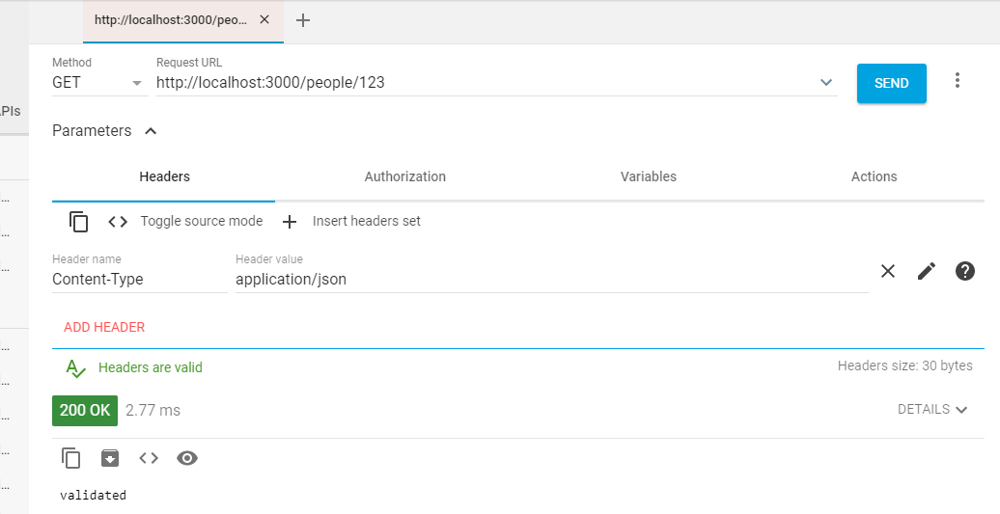 http://localhost:3000/peo...
Method
Request URL
GET
http://localhost:3000/people/123
SEND
PIs
Parameters
Headers
Authorization
Variables
Actions
Toggle source mode
Insert headers set
Header name
Header value
Content-Type
application/json
ADD HEADER
Headers are valid
Headers size: 30 bytes
200 OK
2.77 ms
DETAILS
validated